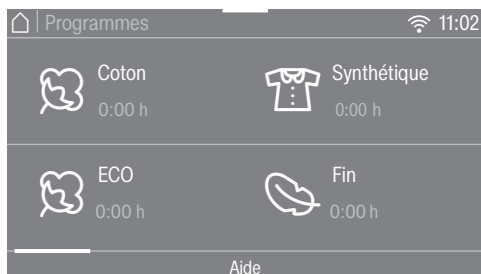 Programmes 11:02
Coton Synthétique
0:00 h 0:00 h
ECO Fin
0:00 h 0:00 h
Aide